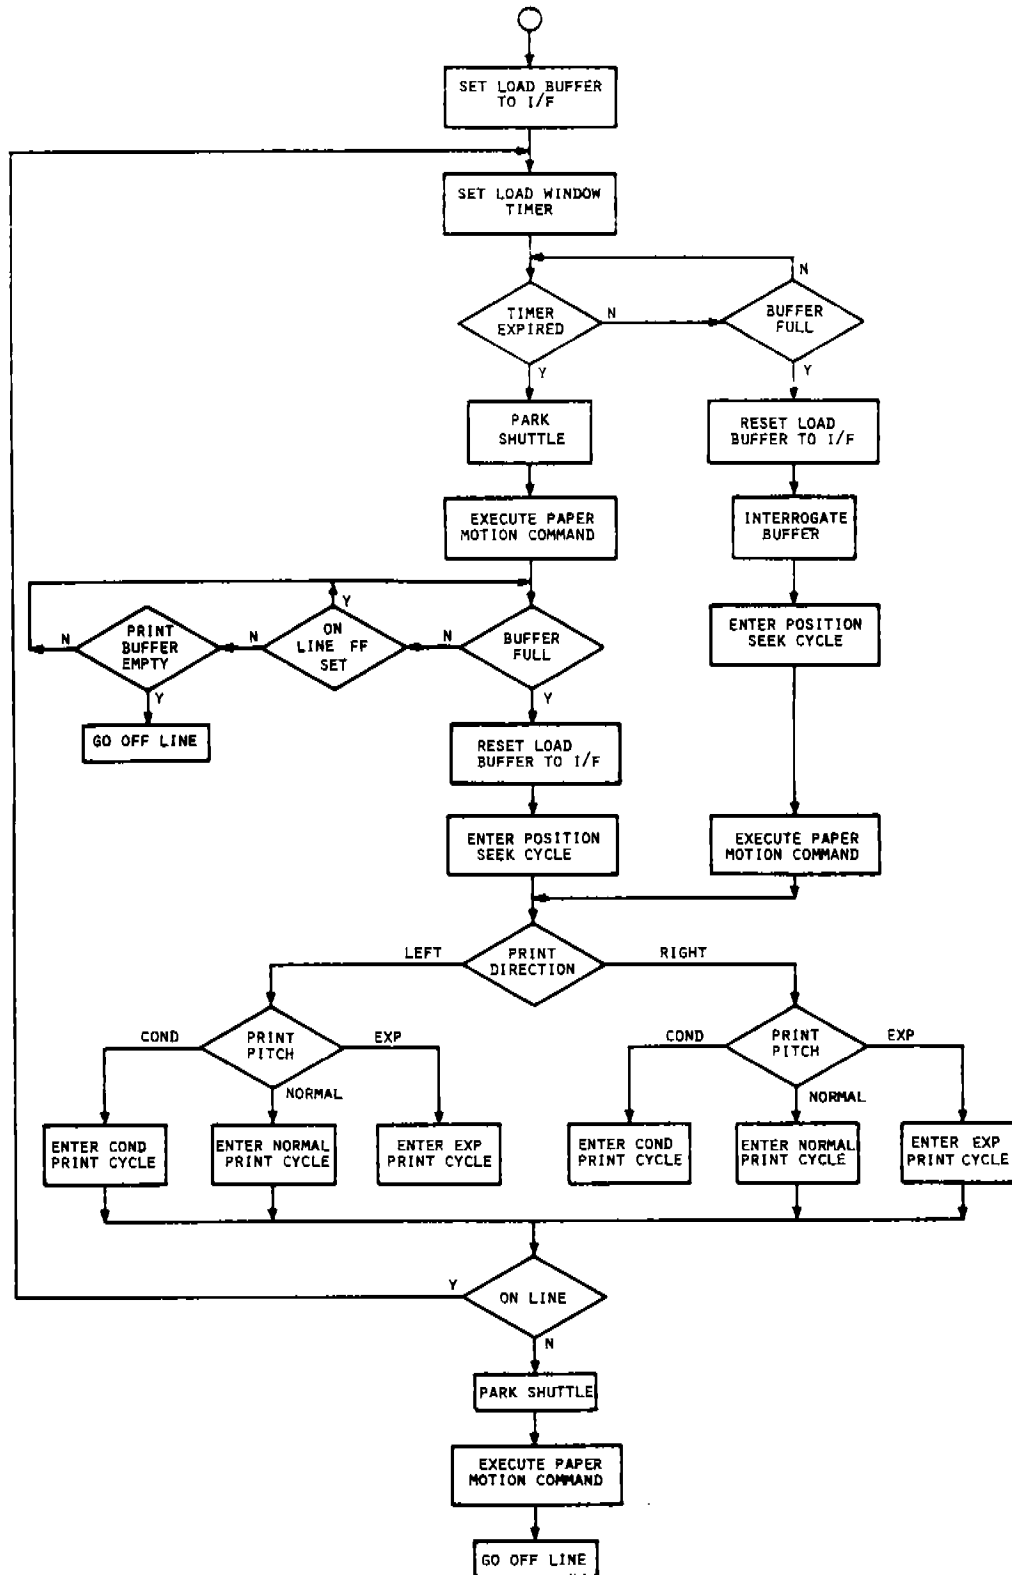 SET LOAD BUFFER
TO I/F
SET LOAD WINDOW
TIMER
TIMER
EXPIRED
N
Y
BUFFER
FULL
N
Y
PARK
SHUTTLE
RESET LOAD
BUFFER TO I/F
EXECUTE PAPER
MOTION COMMAND
INTERROGATE
BUFFER
PRINT
BUFFER
EMPTY
N
Y
ON
LINE FF
SET
Y
N
BUFFER
FULL
N
Y
ENTER POSITION
SEEK CYCLE
GO OFF LINE
RESET LOAD
BUFFER TO I/F
ENTER POSITION
SEEK CYCLE
EXECUTE PAPER
MOTION COMMAND
LEFT
PRINT
DIRECTION
RIGHT
COND
PRINT
PITCH
EXP
NORMAL
COND
PRINT
PITCH
EXP
NORMAL
ENTER COND
PRINT CYCLE
ENTER NORMAL
PRINT CYCLE
ENTER EXP
PRINT CYCLE
ENTER COND
PRINT CYCLE
ENTER NORMAL
PRINT CYCLE
ENTER EXP
PRINT CYCLE
Y
ON LINE
N
PARK SHUTTLE
EXECUTE PAPER
MOTION COMMAND
GO OFF LINE